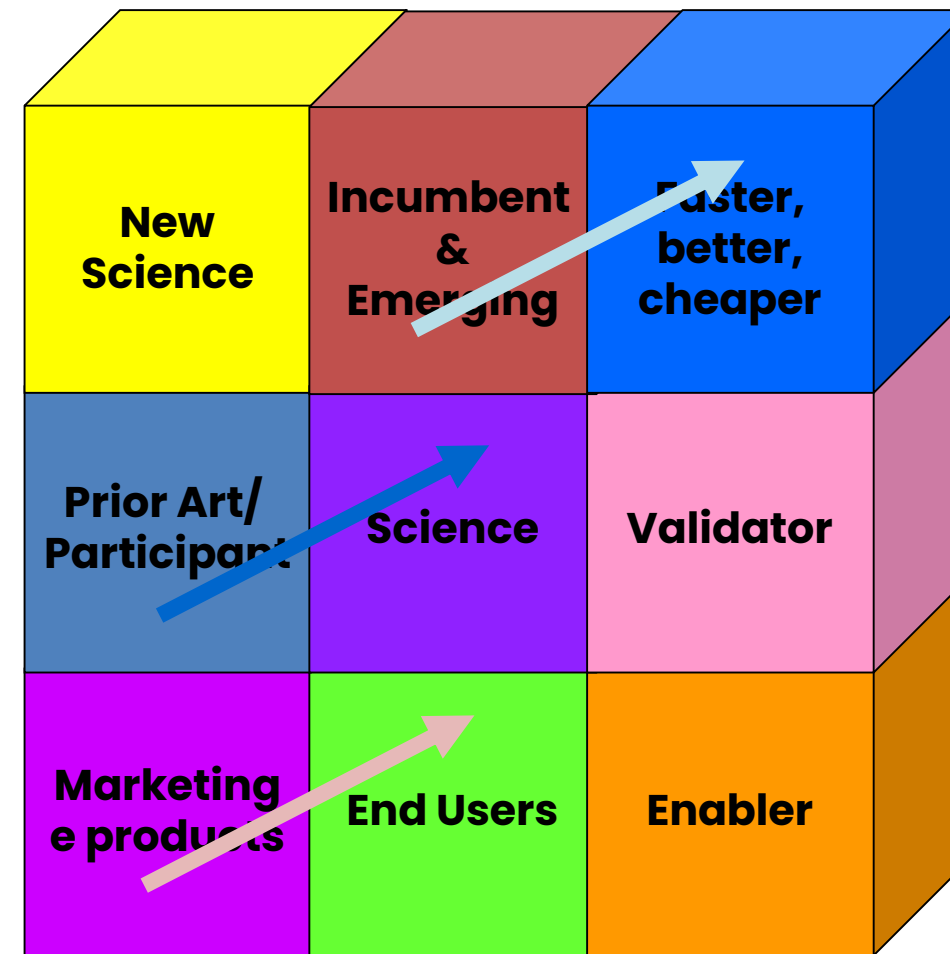 New
Science
Incumbent
&
Emerging
Faster,
better,
cheaper
Prior Art/
Participant
Science
Validator
Marketing
e products
End Users
Enabler